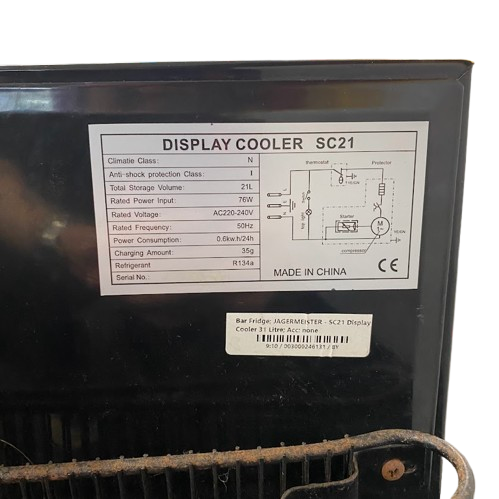 DISPLAY COOLER SC21
Climatie Class: N
Anti-shock protection Class: I
Total Storage Volume: 21L
Rated Power Input: 76W
Rated Voltage: AC220-240V
Rated Frequency: 50Hz
Power Consumption: 0.6kw.h/24h
Charging Amount: 35g
Refrigerant R134a
Serial No.:
thermostat
Protector
Starter
M
1~
compressor
MADE IN CHINA
CE
Bar Fridge: JAGERMEISTER - SC21 Display
Cooler 31 Litre; Acc: none